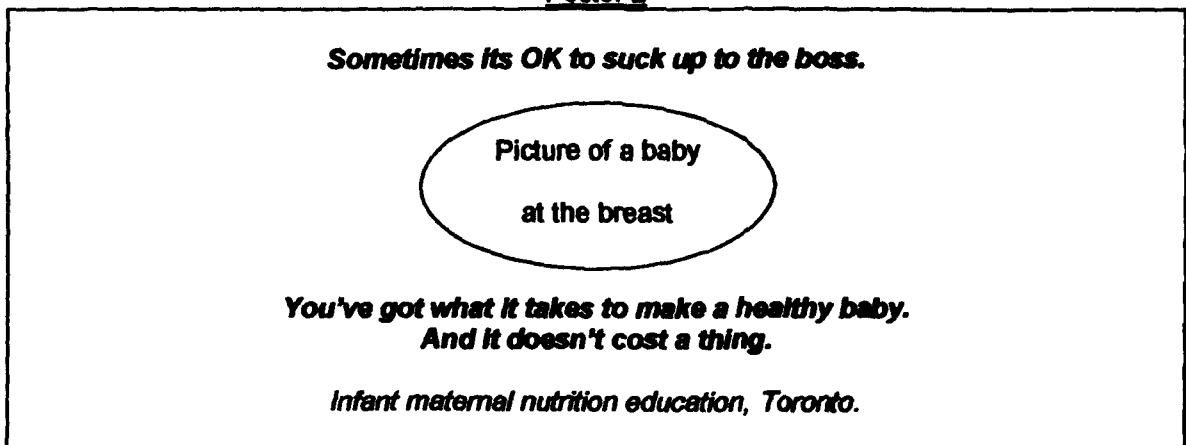 Sometimes its OK to suck up to the boss.
Picture of a baby
at the breast
You've got what it takes to make a healthy baby.
And it doesn't cost a thing.
Infant maternal nutrition education, Toronto.